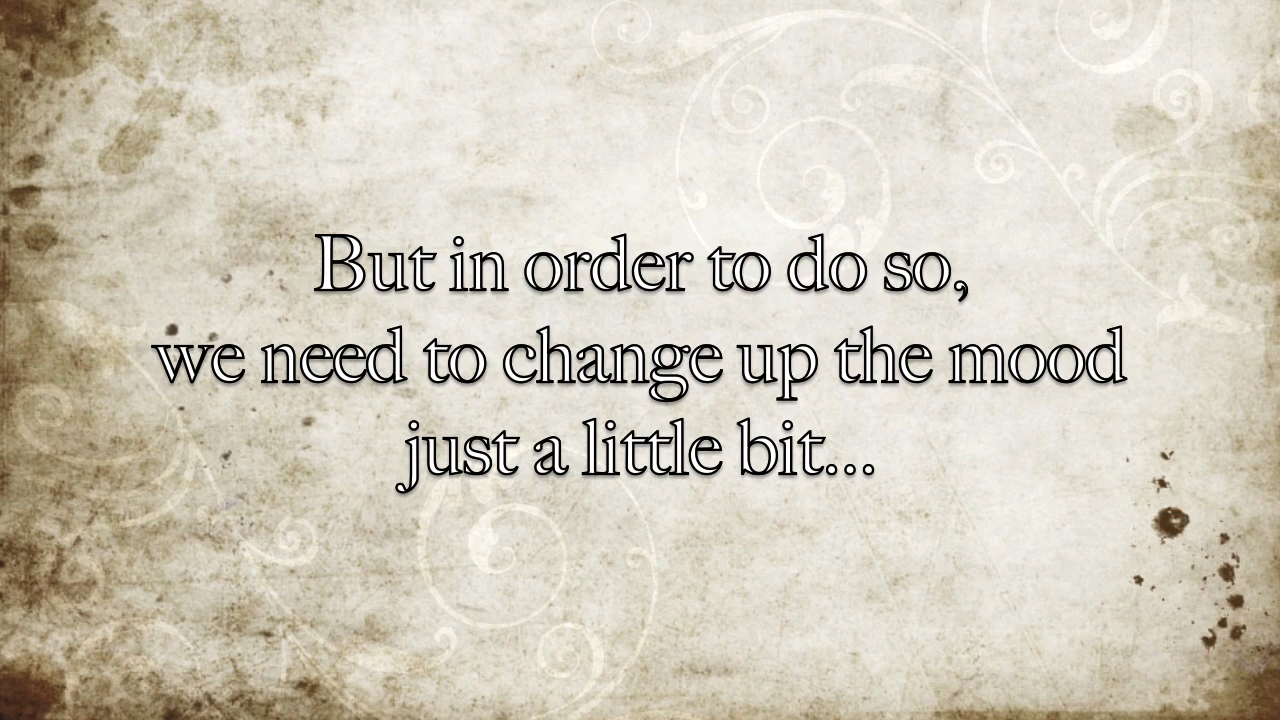 But in order to do so,
we need to change up the mood
just a little bit...